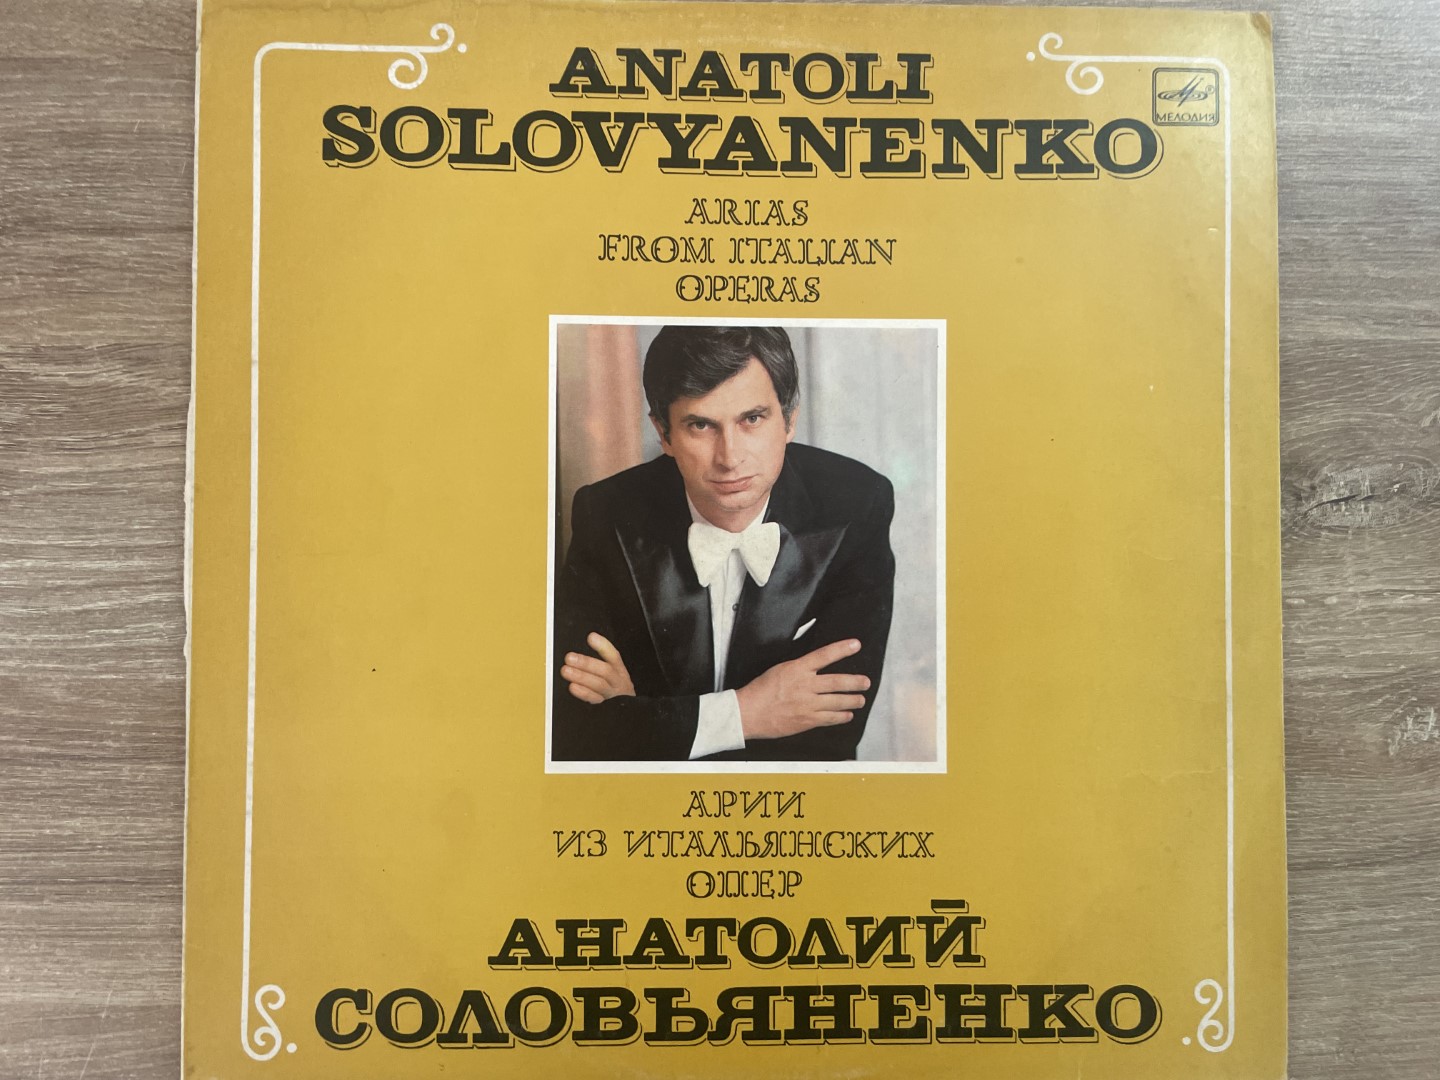 ANATOLI
SOLOVYANENKO
МЕЛОДИЯ
ARIAS
FROM ITALIAN
OPERAS
АРИИ
ИЗ ИТАЛЬЯНСКИХ
ОПЕР
АНАТОЛИЙ
СОЛОВЬЯНЕНКО